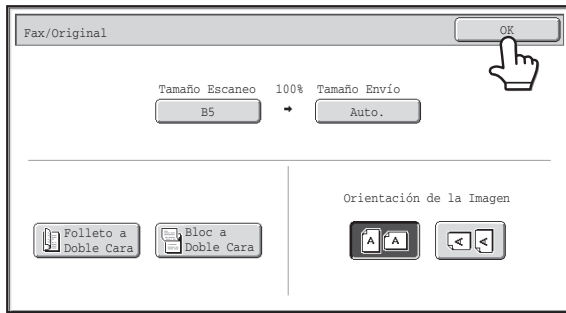 Fax/Original
OK
Tamaño Escaneo 100% Tamaño Envío
B5 → Auto.
Orientación de la Imagen
Folleto a
Doble Cara
Bloc a
Doble Cara
A A A A